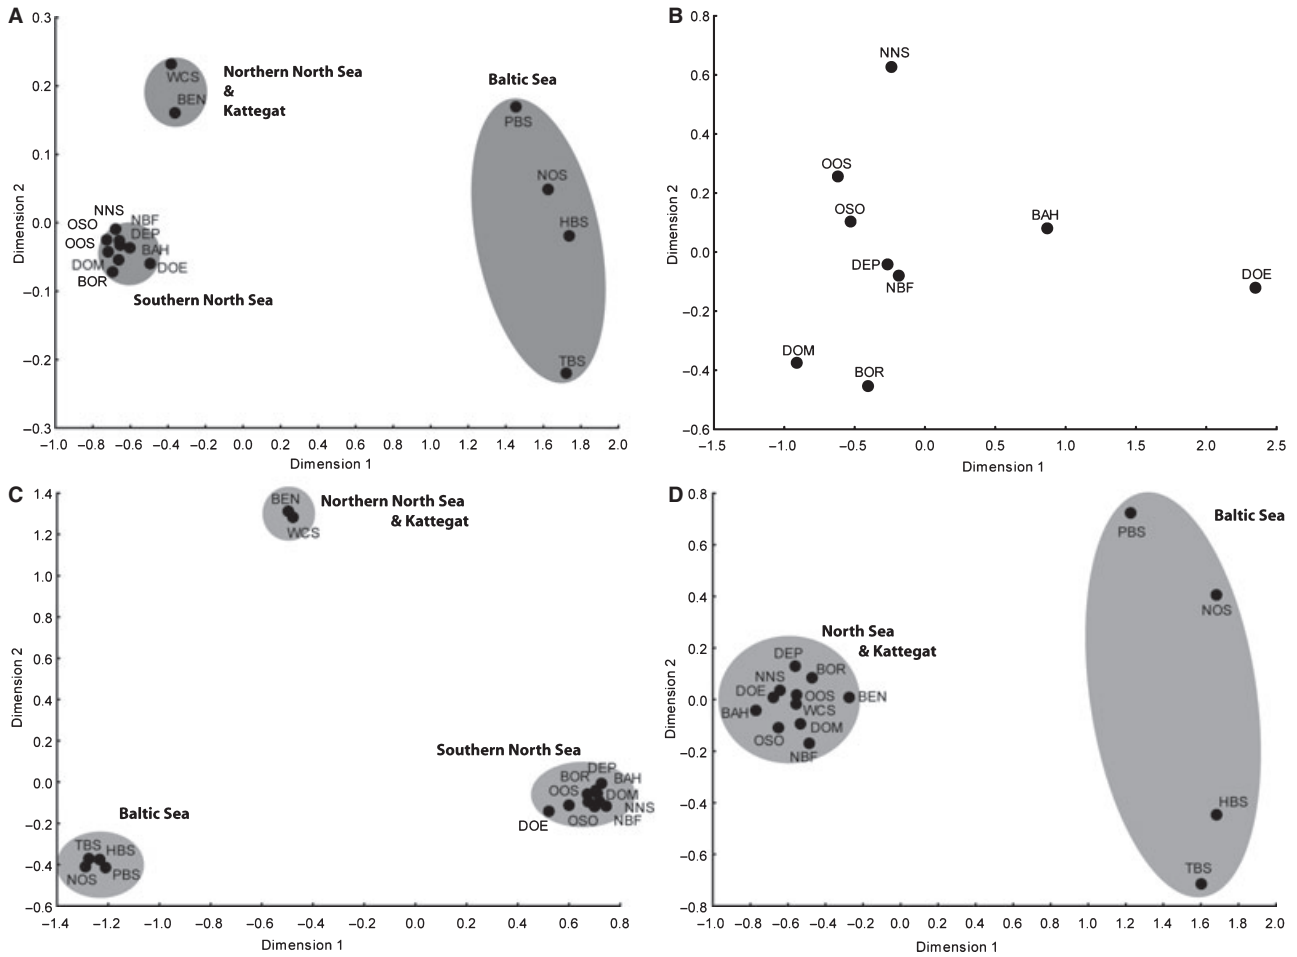 A
0.3
0.2
0.1
0.0
–0.1
–0.2
–0.3
Dimension 2
WCS
BEN
Northern North Sea
&
Kattegat
Baltic Sea
PBS
NOS
HBS
TBS
NNS
NBF
OSO
DEP
OOS
BAH
DOM
DOE
BOR
Southern North Sea
–1.0 –0.8 –0.6 –0.4 –0.2 0.0 0.2 0.4 0.6 0.8 1.0 1.2 1.4 1.6 1.8 2.0
Dimension 1
B
0.8
0.6
0.4
0.2
0.0
–0.2
–0.4
–0.6
Dimension 2
NNS
OOS
OSO
BAH
DEP
NBF
DOE
DOM
BOR
–1.5 –1.0 –0.5 0.0 0.5 1.0 1.5 2.0 2.5
Dimension 1
C
1.4
1.2
1.0
0.8
0.6
0.4
0.2
0.0
–0.2
–0.4
–0.6
Dimension 2
BEN
WCS
Northern North Sea
& Kattegat
Southern North Sea
DEP
BOR
BAH
OOS
DOM
NNS
OSO
NBF
DOE
Baltic Sea
TBS
HBS
NOS
PBS
–1.4 –1.2 –1.0 –0.8 –0.6 –0.4 –0.2 0.0 0.2 0.4 0.6 0.8
Dimension 1
D
0.8
0.6
0.4
0.2
0.0
–0.2
–0.4
–0.6
–0.8
Dimension 2
Baltic Sea
PBS
NOS
HBS
TBS
North Sea
& Kattegat
DEP
BOR
NNS
DOE
OOS
BEN
BAH
WCS
DOM
OSO
NBF
–1.0 –0.8 –0.6 –0.4 –0.2 0.0 0.2 0.4 0.6 0.8 1.0 1.2 1.4 1.6 1.8 2.0
Dimension 1